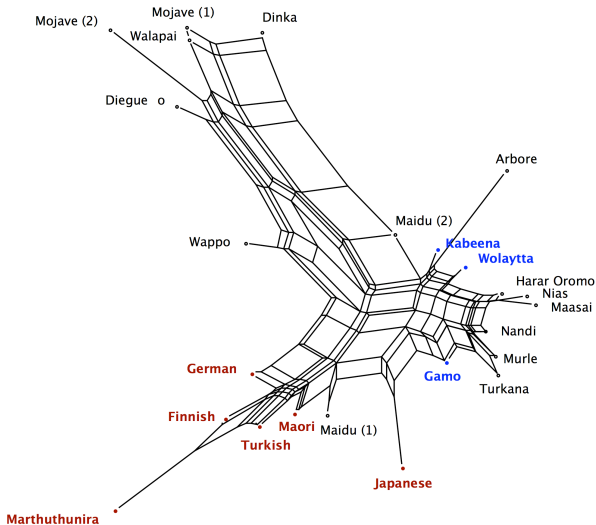 Mojave (1)
Dinka
Mojave (2)
Walapai
Diegue o
Arbore
Maidu (2)
Wappo
Kabeena
Wolaytta
Harar Oromo
Nias
Maasai
Nandi
Murle
German
Gamo
Turkana
Finnish
Maori
Maidu (1)
Turkish
Japanese
Marthuthunira